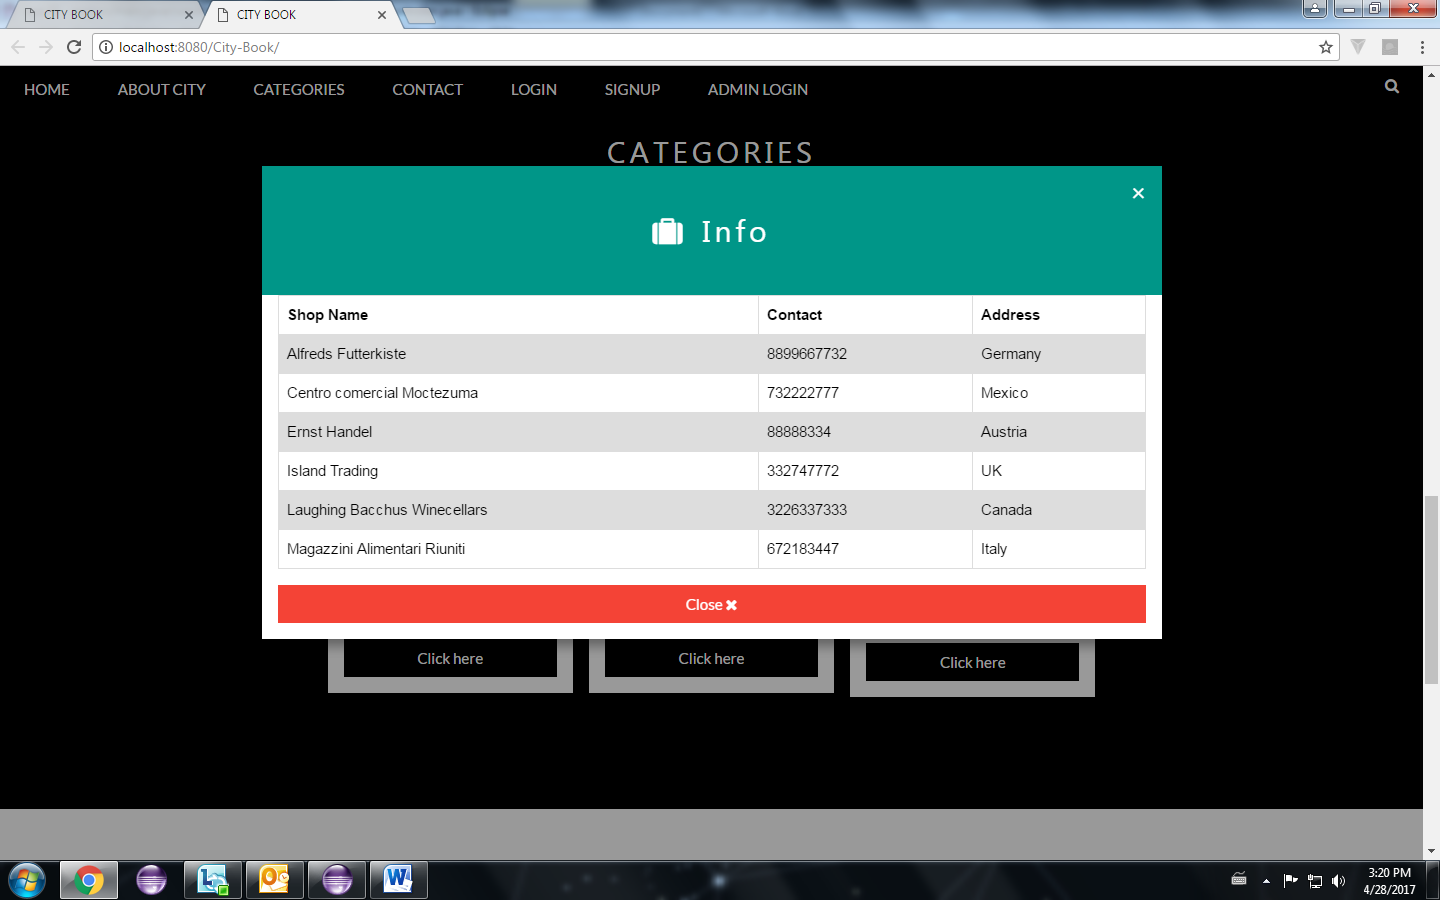 CITY BOOK
CITY BOOK
localhost:8080/City-Book/
HOME ABOUT CITY CATEGORIES CONTACT LOGIN SIGNUP ADMIN LOGIN
CATEGORIES
Info
Shop Name Contact Address
Alfreds Futterkiste 8899667732 Germany
Centro comercial Moctezuma 732222777 Mexico
Ernst Handel 88888334 Austria
Island Trading 332747772 UK
Laughing Bacchus Winecellars 3226337333 Canada
Magazzini Alimentari Riuniti 672183447 Italy
Close
Click here Click here Click here
3:20 PM
4/28/2017